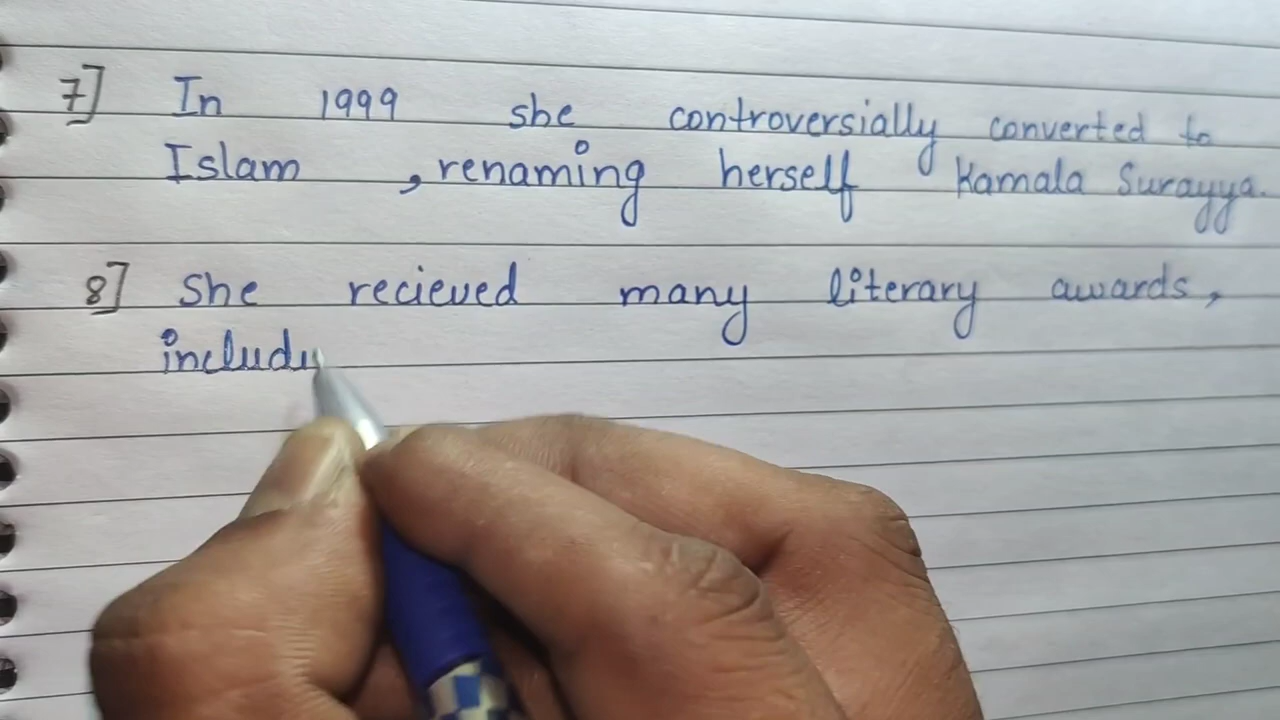 7] In 1999 she controversially converted to
Islam , renaming herself Kamala Surayya.
8] She recieved many literary awards,
includ